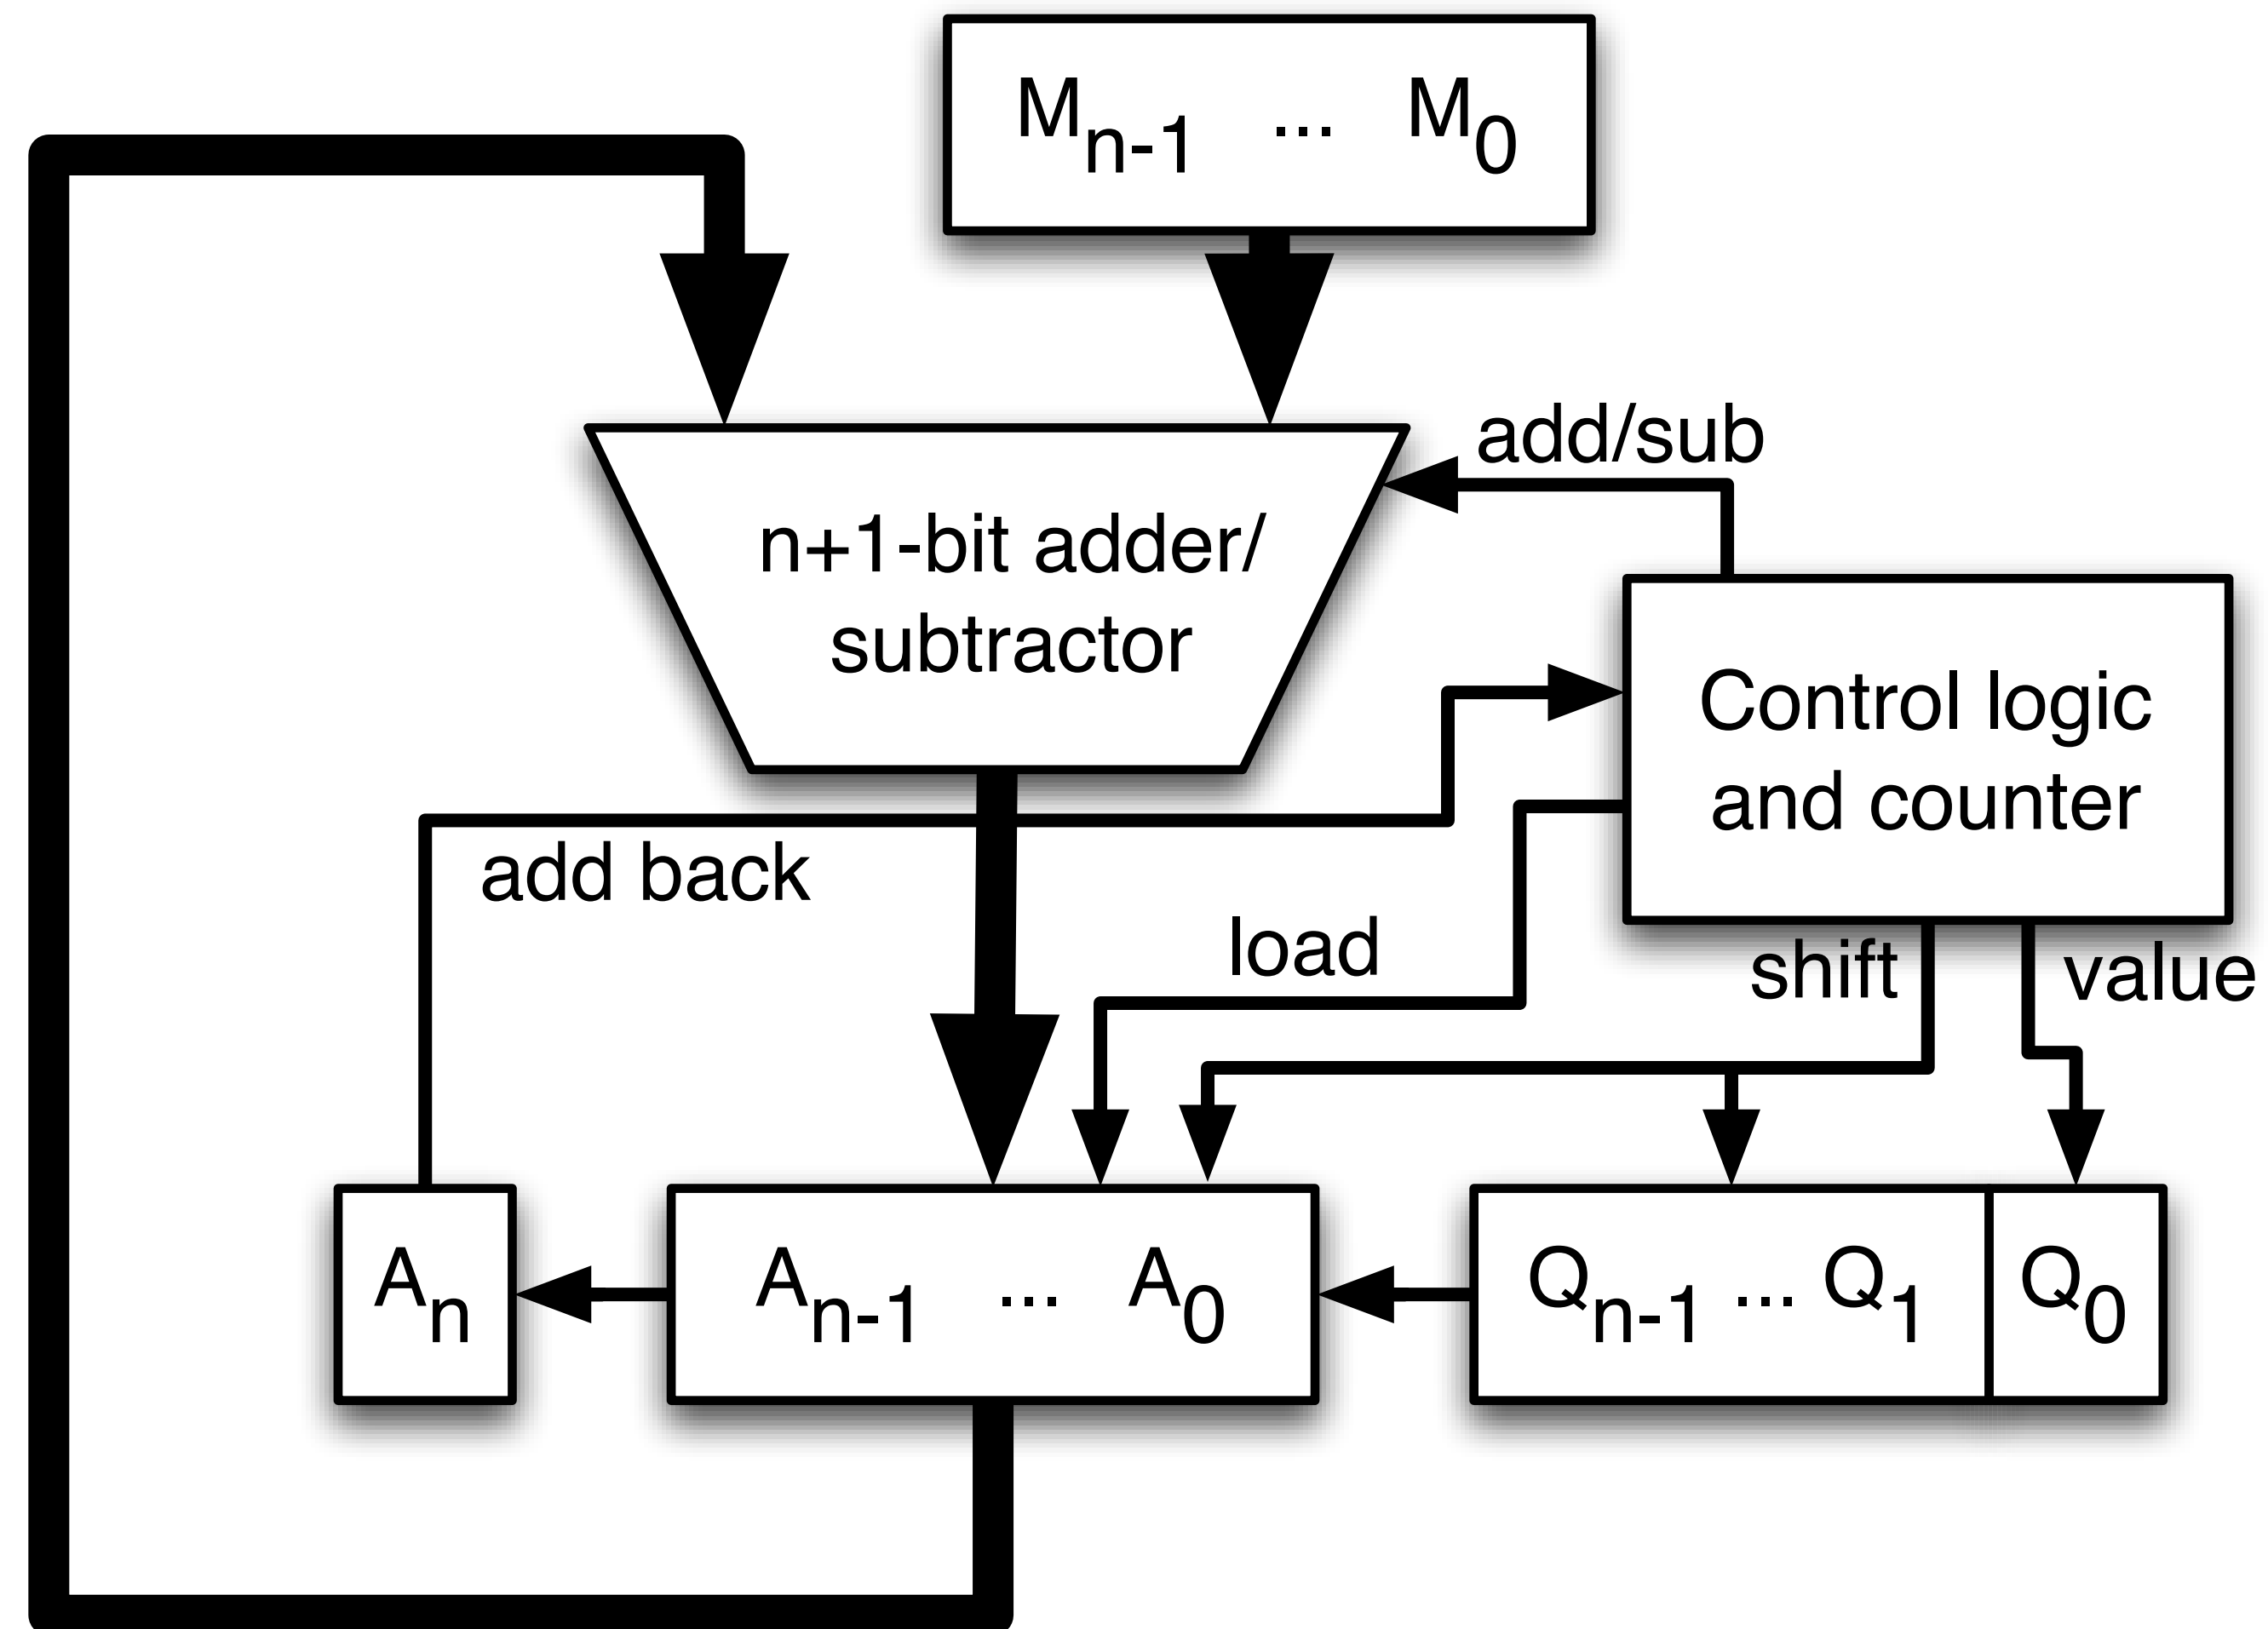 Mn-1 ... M0
add/sub
n+1-bit adder/
subtractor
Control logic
and counter
add back
load
shift
value
An
An-1 ... A0
Qn-1 ... Q1
Q0